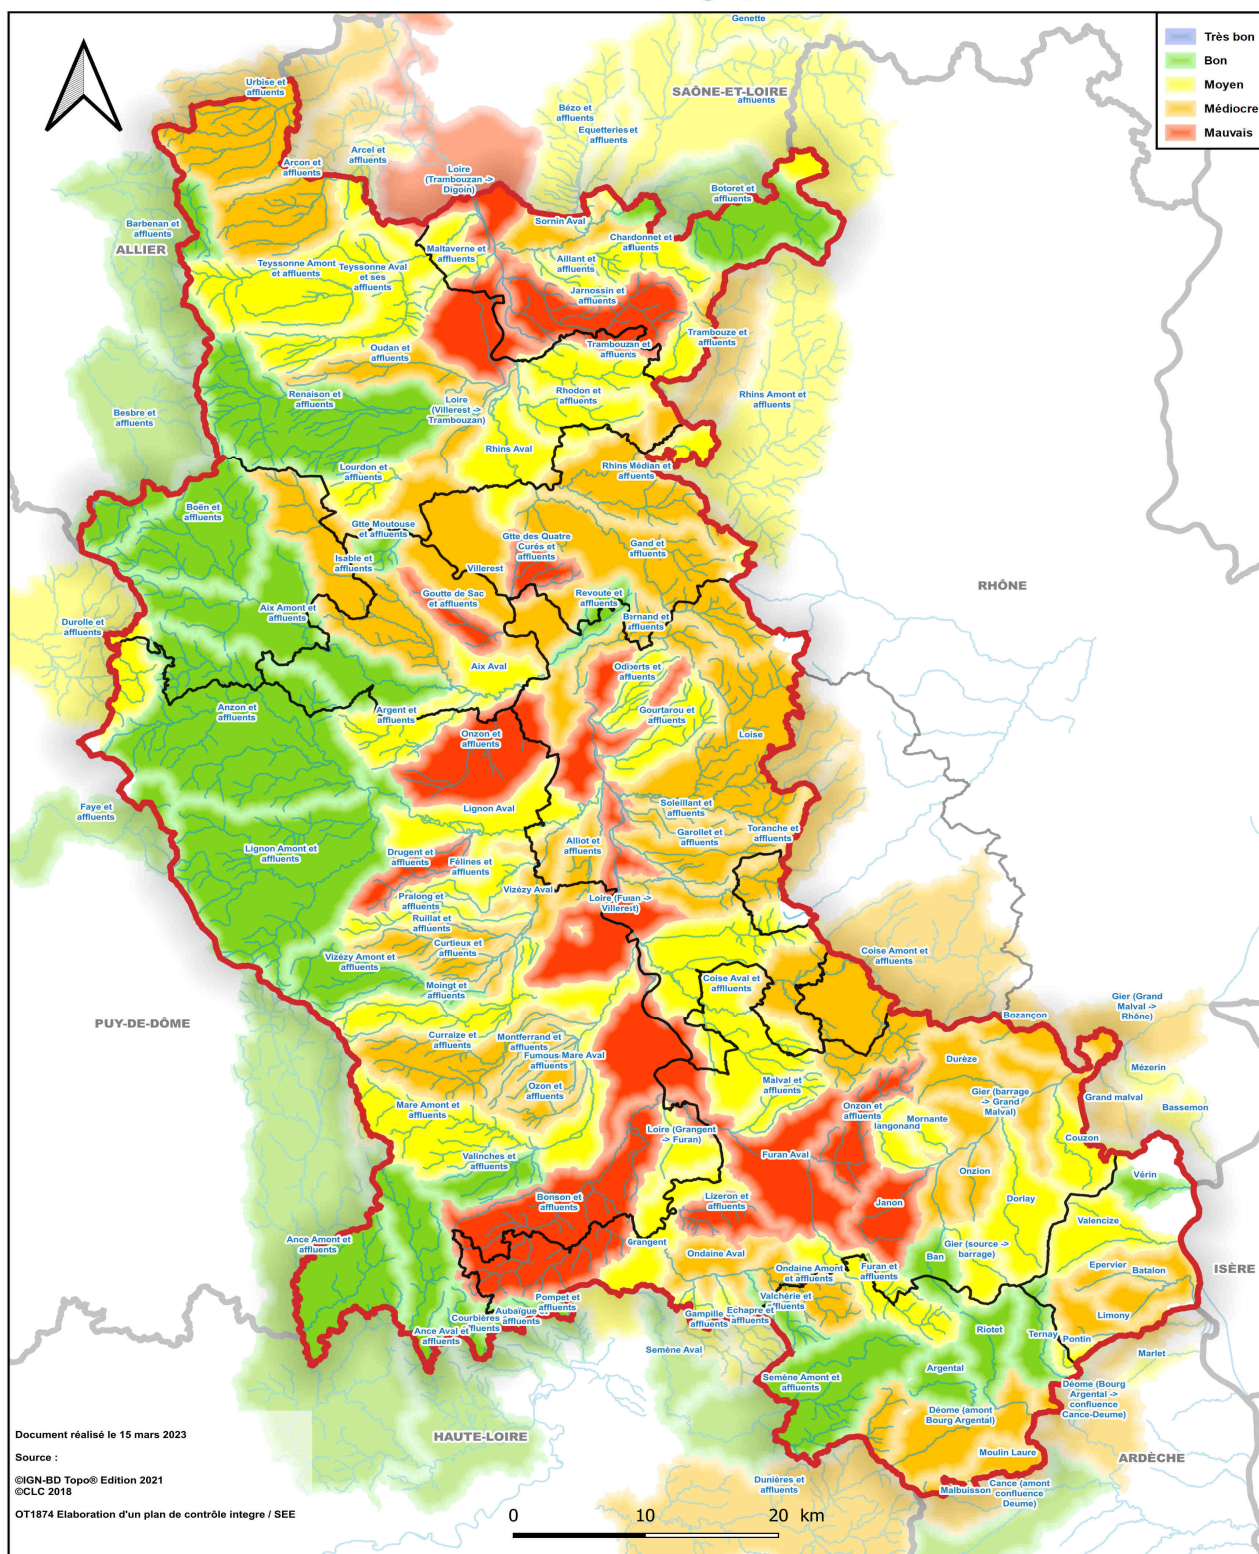 Genette
Très bon
Bon
Moyen
Médiocre
Mauvais
SAÔNE-ET-LOIRE
affluents
Urbise et
affluents
Bézo et
affluents
Equetteries et
affluents
Arcel et
affluents
Arcon et
affluents
Loire
(Trambouzan ->
Digoin)
Botoret et
affluents
Barbenan et
affluents
ALLIER
Sornin Aval
Maltaverne et
affluents
Chardonnet et
affluents
Aillant et
affluents
Teyssonne Amont
et affluents
Teyssonne Aval
et ses
affluents
Jarnossin et
affluents
Trambouze et
affluents
Trambouzan et
affluents
Oudan et
affluents
Renaison et
affluents
Rhodon et
affluents
Rhins Amont et
affluents
Besbre et
affluents
Loire
(Villerest ->
Trambouzan)
Rhins Aval
Lourdon et
affluents
Rhins Médian et
affluents
Boën et
affluents
Gtte Moutouse
et affluents
Gtte des Quatre
Curés et
affluents
Gand et
affluents
Isable et
affluents
Villerest
RHÔNE
Goutte de Sac
et affluents
Revoute et
affluents
Aix Amont et
affluents
Bernand et
affluents
Durolle et
affluents
Aix Aval
Odiberts et
affluents
Anzon et
affluents
Argent et
affluents
Gourtarou et
affluents
Onzon et
affluents
Loise
Faye et
affluents
Lignon Aval
Soleillant et
affluents
Garollet et
affluents
Toranche et
affluents
Lignon Amont et
affluents
Drugent et
affluents
Alliot et
affluents
Félines et
affluents
Vizézy Aval
Pralong et
affluents
Loire (Furan ->
Villerest)
Ruillat et
affluents
Curtieux et
affluents
Vizézy Amont et
affluents
Coise Amont et
affluents
Moingt et
affluents
Coise Aval et
affluents
Gier (Grand
Malval ->
Rhône)
PUY-DE-DÔME
Bozançon
Curraize et
affluents
Montferrand et
affluents
Fumouse
affluents
Mare Aval
Durèze
Mézerin
Ozon et
affluents
Malval et
affluents
Gier (barrage
-> Grand
Malval)
Grand malval
Mare Amont et
affluents
Onzon et
affluents
Mornante
langonand
Bassemon
Loire (Grangent
-> Furan)
Couzon
Valinches et
affluents
Furan Aval
Onzion
Vérin
Bonson et
affluents
Lizeron et
affluents
Janon
Dorlay
Valencize
Ance Amont et
affluents
Grangent
Ondaine Aval
Gier (source ->
barrage)
Ban
Epervier
Batalon
ISÈRE
Ondaine Amont
et affluents
Furan et
affluents
Pompet et
affluents
Valchérie et
affluents
Courbières
affluents
Aubaigue
affluents
Gampille
affluents
Echapre et
affluents
Limony
Ance Aval et
affluents
Riotet
Ternay
Pontin
Semène Aval
Marlet
Semène Amont et
affluents
Argental
Déome (Bourg
Argental ->
confluence
Cance-Deume)
Déome (amont
Bourg Argental)
Document réalisé le 15 mars 2023
HAUTE-LOIRE
Source :
Moulin Laure
ARDÈCHE
©IGN-BD Topo® Edition 2021
©CLC 2018
Dunières et
affluents
Malbuisson
Cance (amont
confluence
Deume)
OT1874 Elaboration d'un plan de contrôle integre / SEE
0 10 20 km